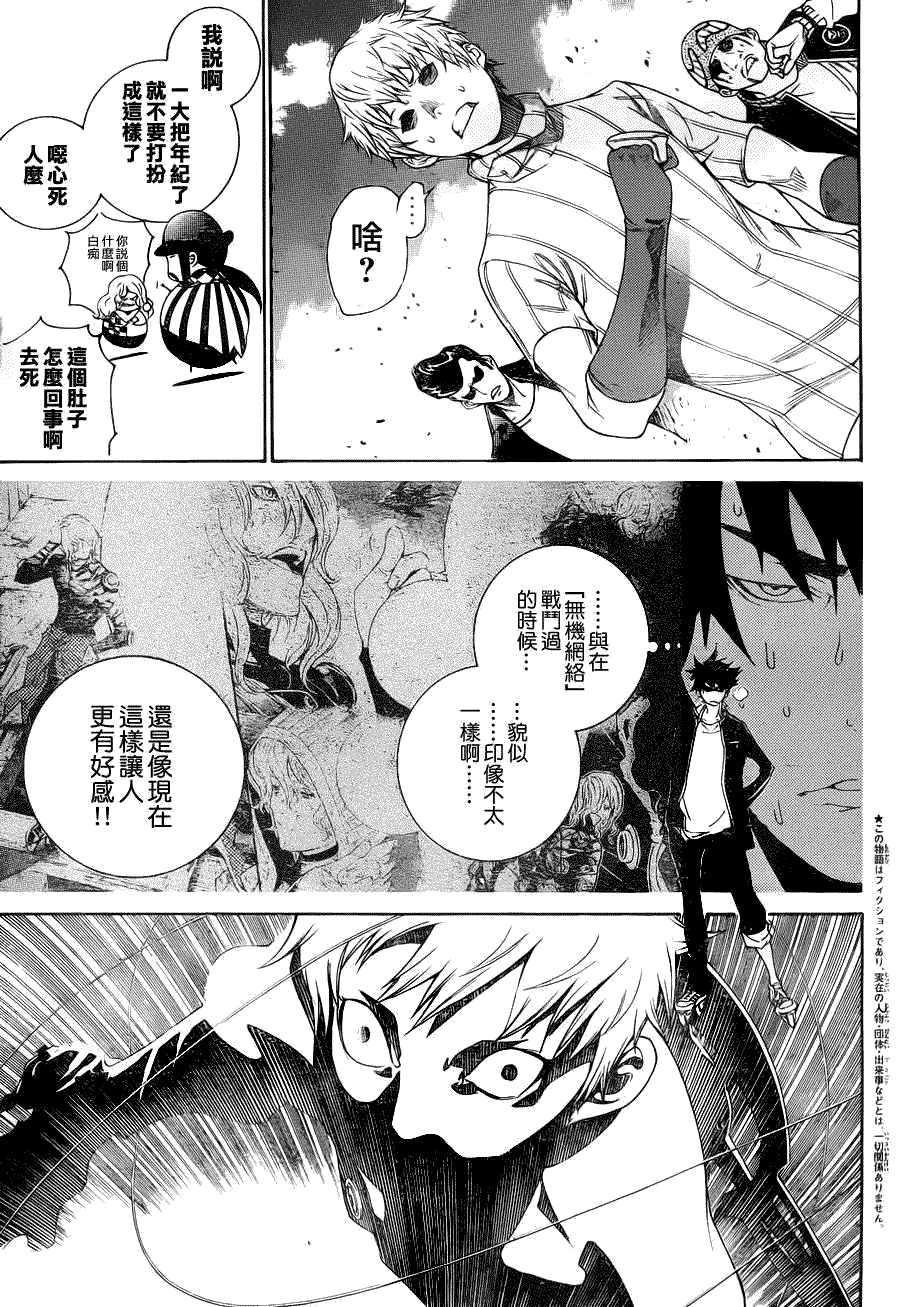 ……
啥？
我説啊
一大把年紀了
就不要打扮
成這樣了
噁心死
人麼
你説個
什麼啊
白痴
這個肚子
怎麼回事啊
去死
……與在
「無機網絡」
戰鬥過
的時候…
…貌似
……印像不太
一樣啊……
還是像現在
這樣讓人
更有好感!!
★この物語はフィクションであり、実在の人物・団体・出来事などとは、一切関係ありません。